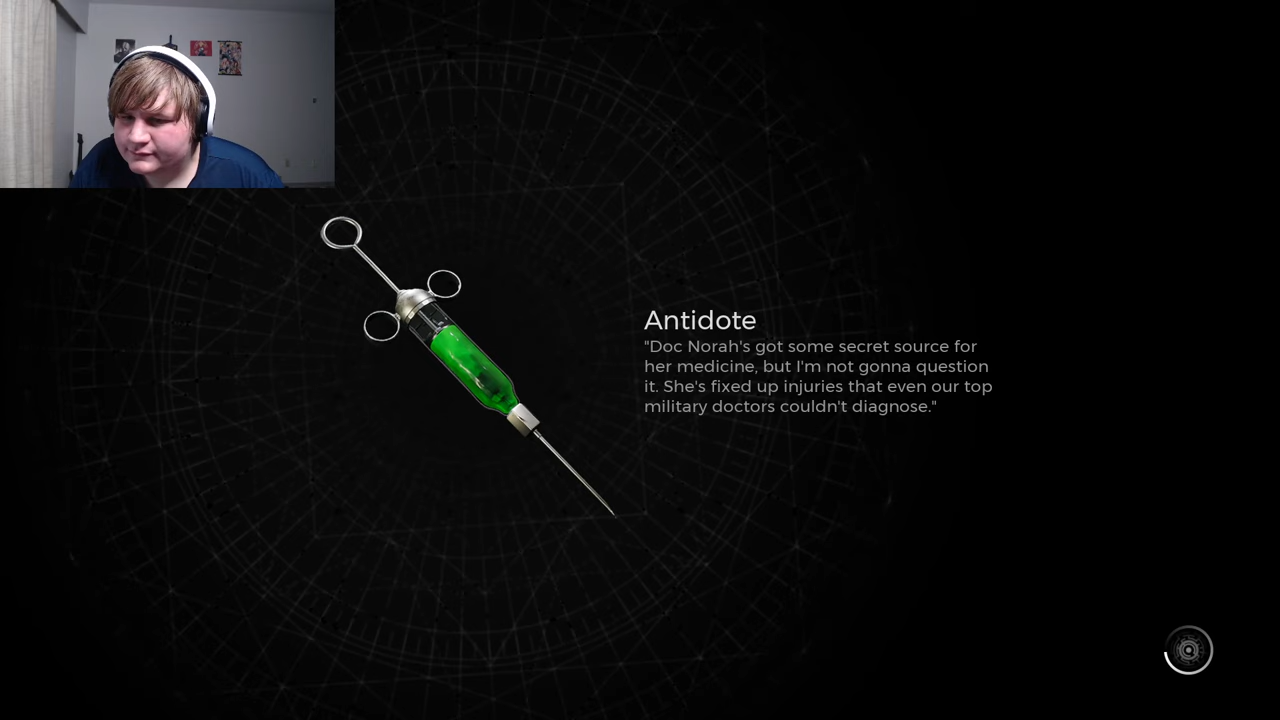 Antidote
"Doc Norah's got some secret source for
her medicine, but I'm not gonna question
it. She's fixed up injuries that even our top
military doctors couldn't diagnose."